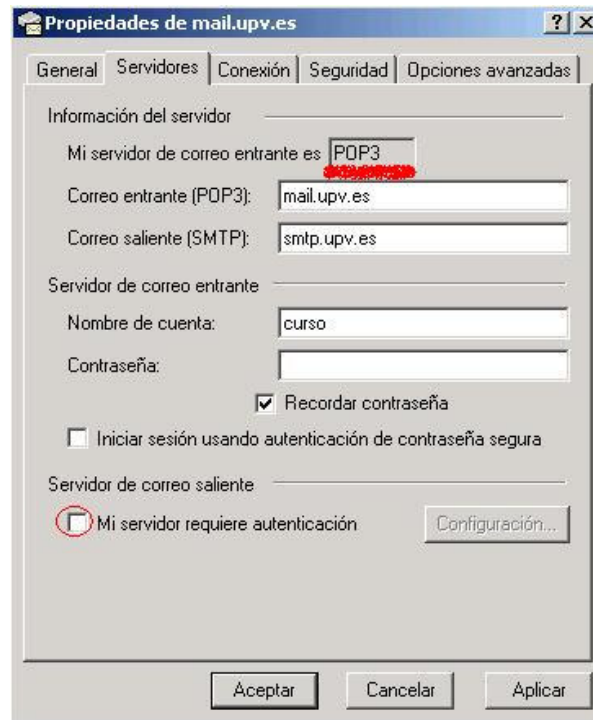 Propiedades de mail.upv.es
General Servidores Conexión Seguridad Opciones avanzadas
Información del servidor
Mi servidor de correo entrante es POP3
Correo entrante (POP3): mail.upv.es
Correo saliente (SMTP): smtp.upv.es
Servidor de correo entrante
Nombre de cuenta: curso
Contraseña:
Recordar contraseña
Iniciar sesión usando autenticación de contraseña segura
Servidor de correo saliente
Mi servidor requiere autenticación Configuración...
Aceptar Cancelar Aplicar